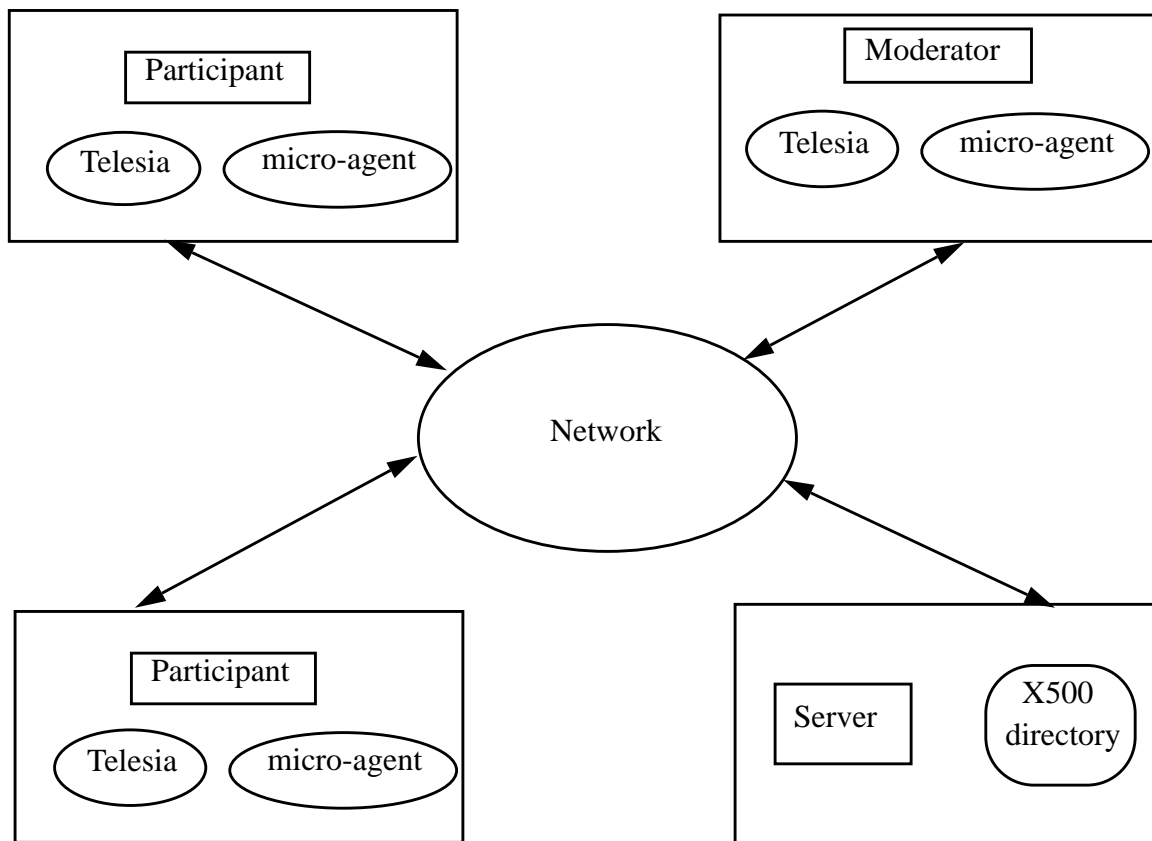 Participant
Telesia
micro-agent
Moderator
Telesia
micro-agent
Network
Participant
Telesia
micro-agent
Server
X500
directory